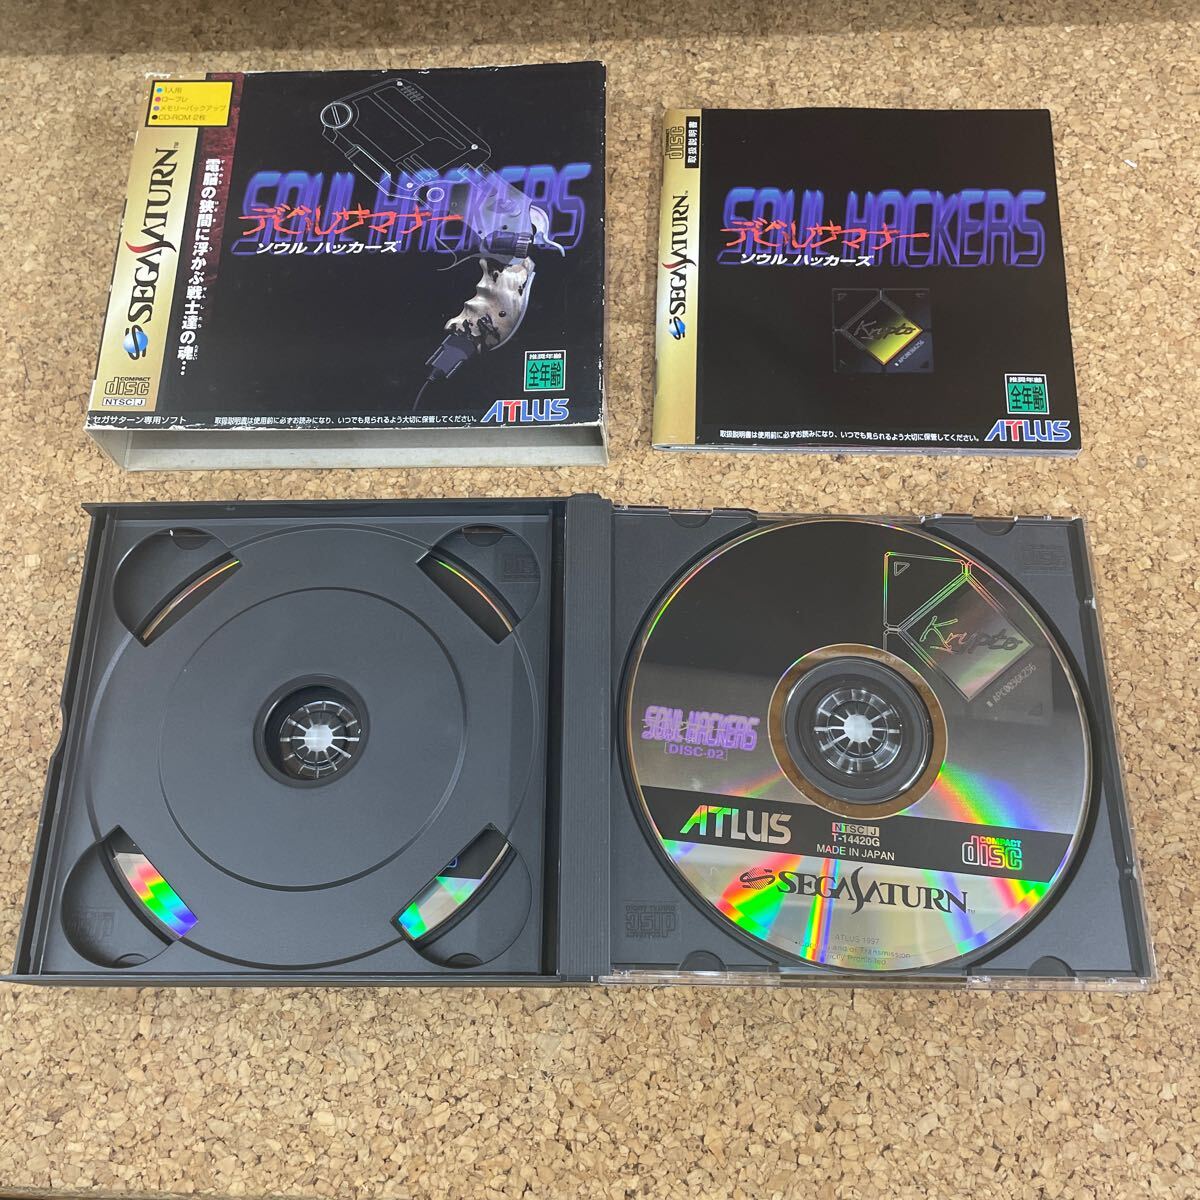 1人用
ロープレ
メモリーバックアップ
CD-ROM 2枚
SEGA SATURN™
COMPACT
disc
NTSC J
電脳の狭間に浮かぶ戦士達の魂…
SOUL HACKERS
デビルサマナー
ソウル ハッカーズ
推奨年齢
全年齢
ATLUS
セガサターン専用ソフト
取扱説明書は使用前に必ずお読みになり、いつでも見られるよう大切に保管してください。
disc
取扱説明書
SEGA SATURN™
SOUL HACKERS
デビルサマナー
ソウル ハッカーズ
Krypto
推奨年齢
全年齢
取扱説明書は使用前に必ずお読みになり、いつでも見られるよう大切に保管してください。
ATLUS
Krypto
SOUL HACKERS
DISC-02
ATLUS
NTSC J
T-14420G
MADE IN JAPAN
COMPACT
disc
SEGA SATURN™
ATLUS 1997